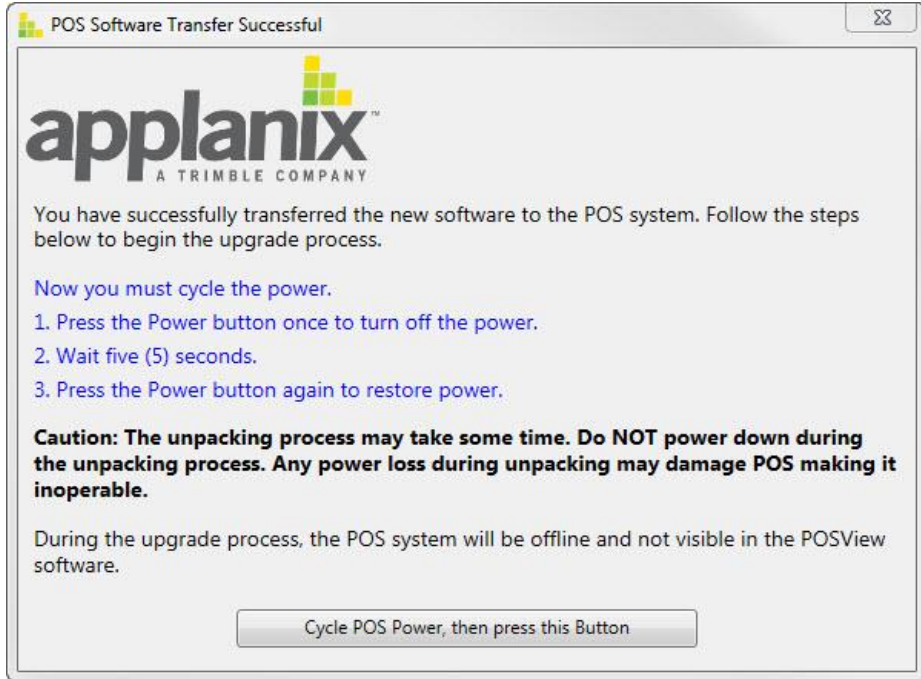 POS Software Transfer Successful
applanix™
A TRIMBLE COMPANY
You have successfully transferred the new software to the POS system. Follow the steps
below to begin the upgrade process.
Now you must cycle the power.
1. Press the Power button once to turn off the power.
2. Wait five (5) seconds.
3. Press the Power button again to restore power.
Caution: The unpacking process may take some time. Do NOT power down during
the unpacking process. Any power loss during unpacking may damage POS making it
inoperable.
During the upgrade process, the POS system will be offline and not visible in the POSView
software.
Cycle POS Power, then press this Button